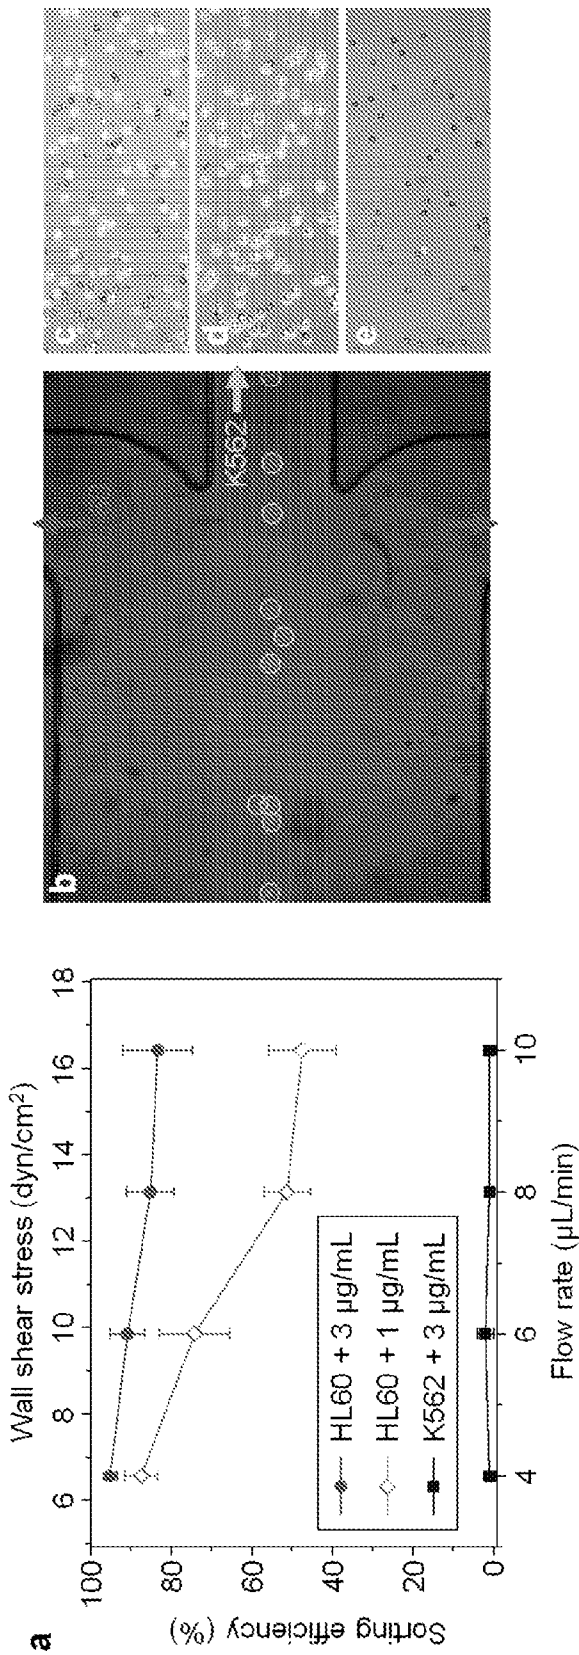 a
Wall shear stress (dyn/cm²)
6 8 10 12 14 16 18
100
80
60
40
20
0
Sorting efficiency (%)
HL60 + 3 µg/mL
HL60 + 1 µg/mL
K562 + 3 µg/mL
4 6 8 10
Flow rate (µL/min)
b
K562
c
d
e